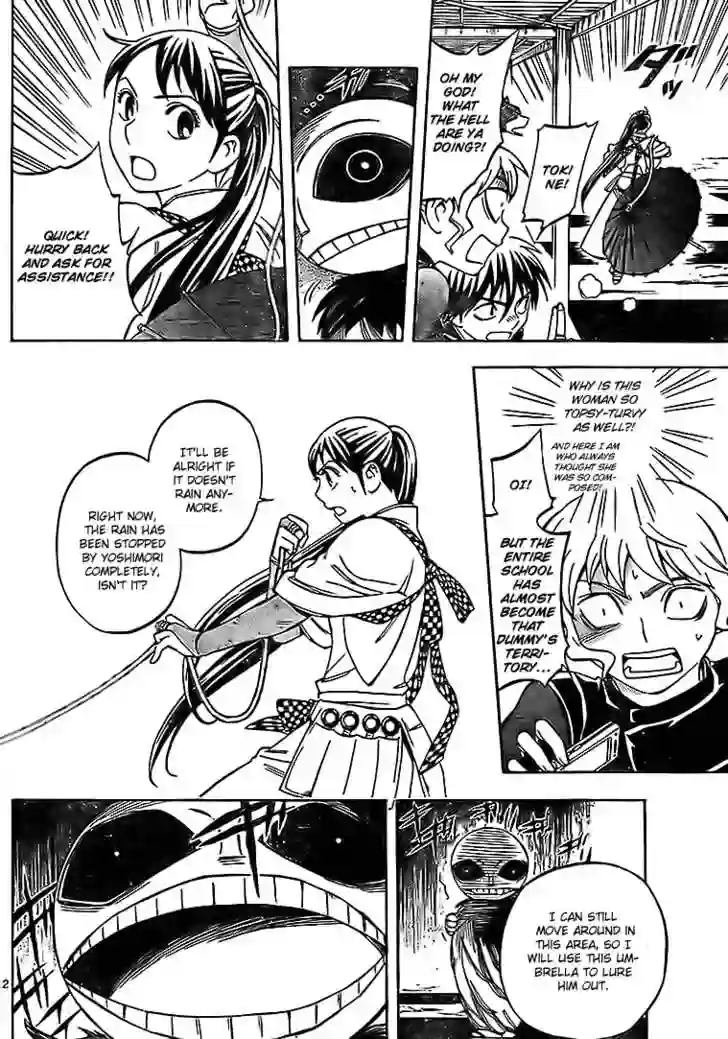 ダッ
TOKI
NE!
OH MY
GOD!
WHAT
THE HELL
ARE YA
DOING?!
QUICK!
HURRY BACK
AND ASK FOR
ASSISTANCE!!
WHY IS THIS
WOMAN SO
TOPSY-TURVY
AS WELL?!
AND HERE I AM
WHO ALWAYS
THOUGHT SHE
WAS SO COM-
POSED!
OI!
BUT THE
ENTIRE
SCHOOL
HAS
ALMOST
BECOME
THAT
DUMMY'S
TERRI-
TORY...
IT'LL BE
ALRIGHT IF
IT DOESN'T
RAIN ANY-
MORE.
RIGHT NOW,
THE RAIN HAS
BEEN STOPPED
BY YOSHIMORI
COMPLETELY,
ISN'T IT?
I CAN STILL
MOVE AROUND
IN THIS
AREA, SO I
WILL USE THIS UM-
BRELLA TO LURE
HIM OUT.
2